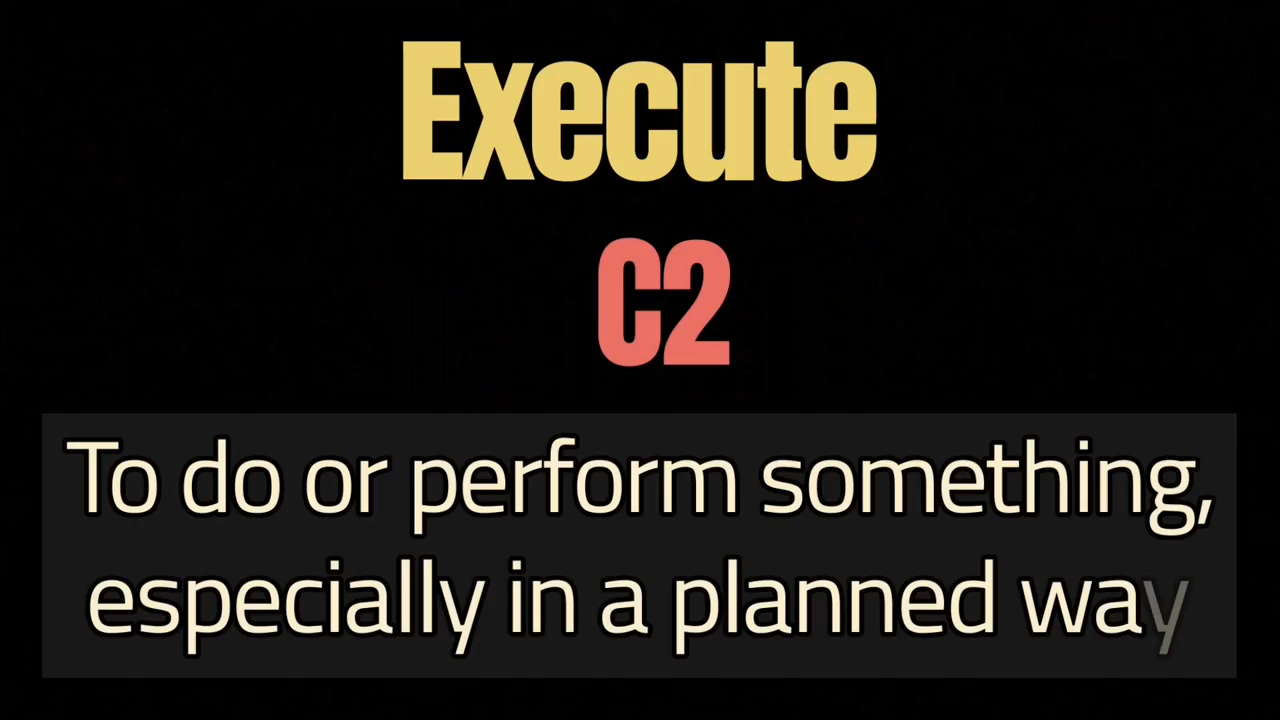 Execute
C2
To do or perform something,
especially in a planned way